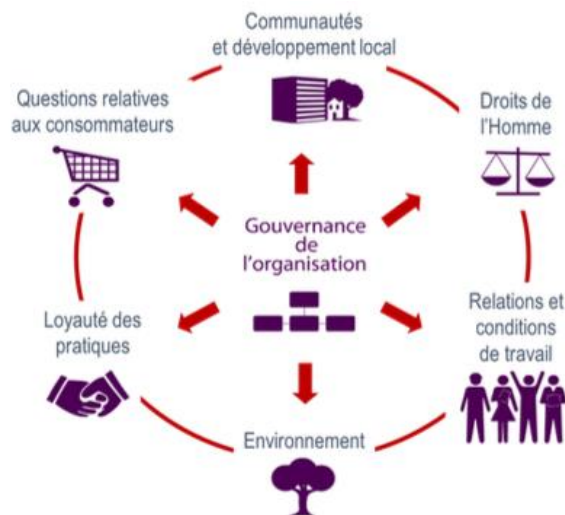 Communautés
et développement local
Questions relatives
aux consommateurs
Droits de
l'Homme
Gouvernance
de
l'organisation
Loyauté des
pratiques
Relations et
conditions
de travail
Environnement